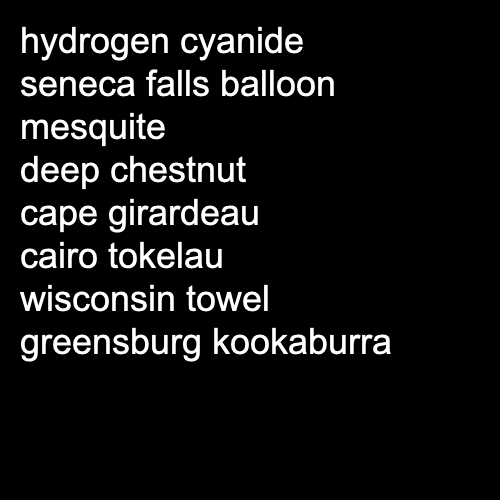 hydrogen cyanide
seneca falls balloon
mesquite
deep chestnut
cape girardeau
cairo tokelau
wisconsin towel
greensburg kookaburra